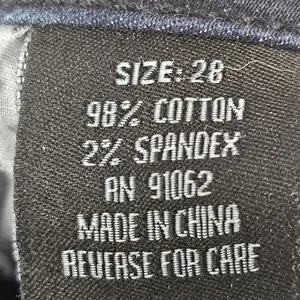 SIZE: 28
98% COTTON
2% SPANDEX
RN 91062
MADE IN CHINA
REVERSE FOR CARE